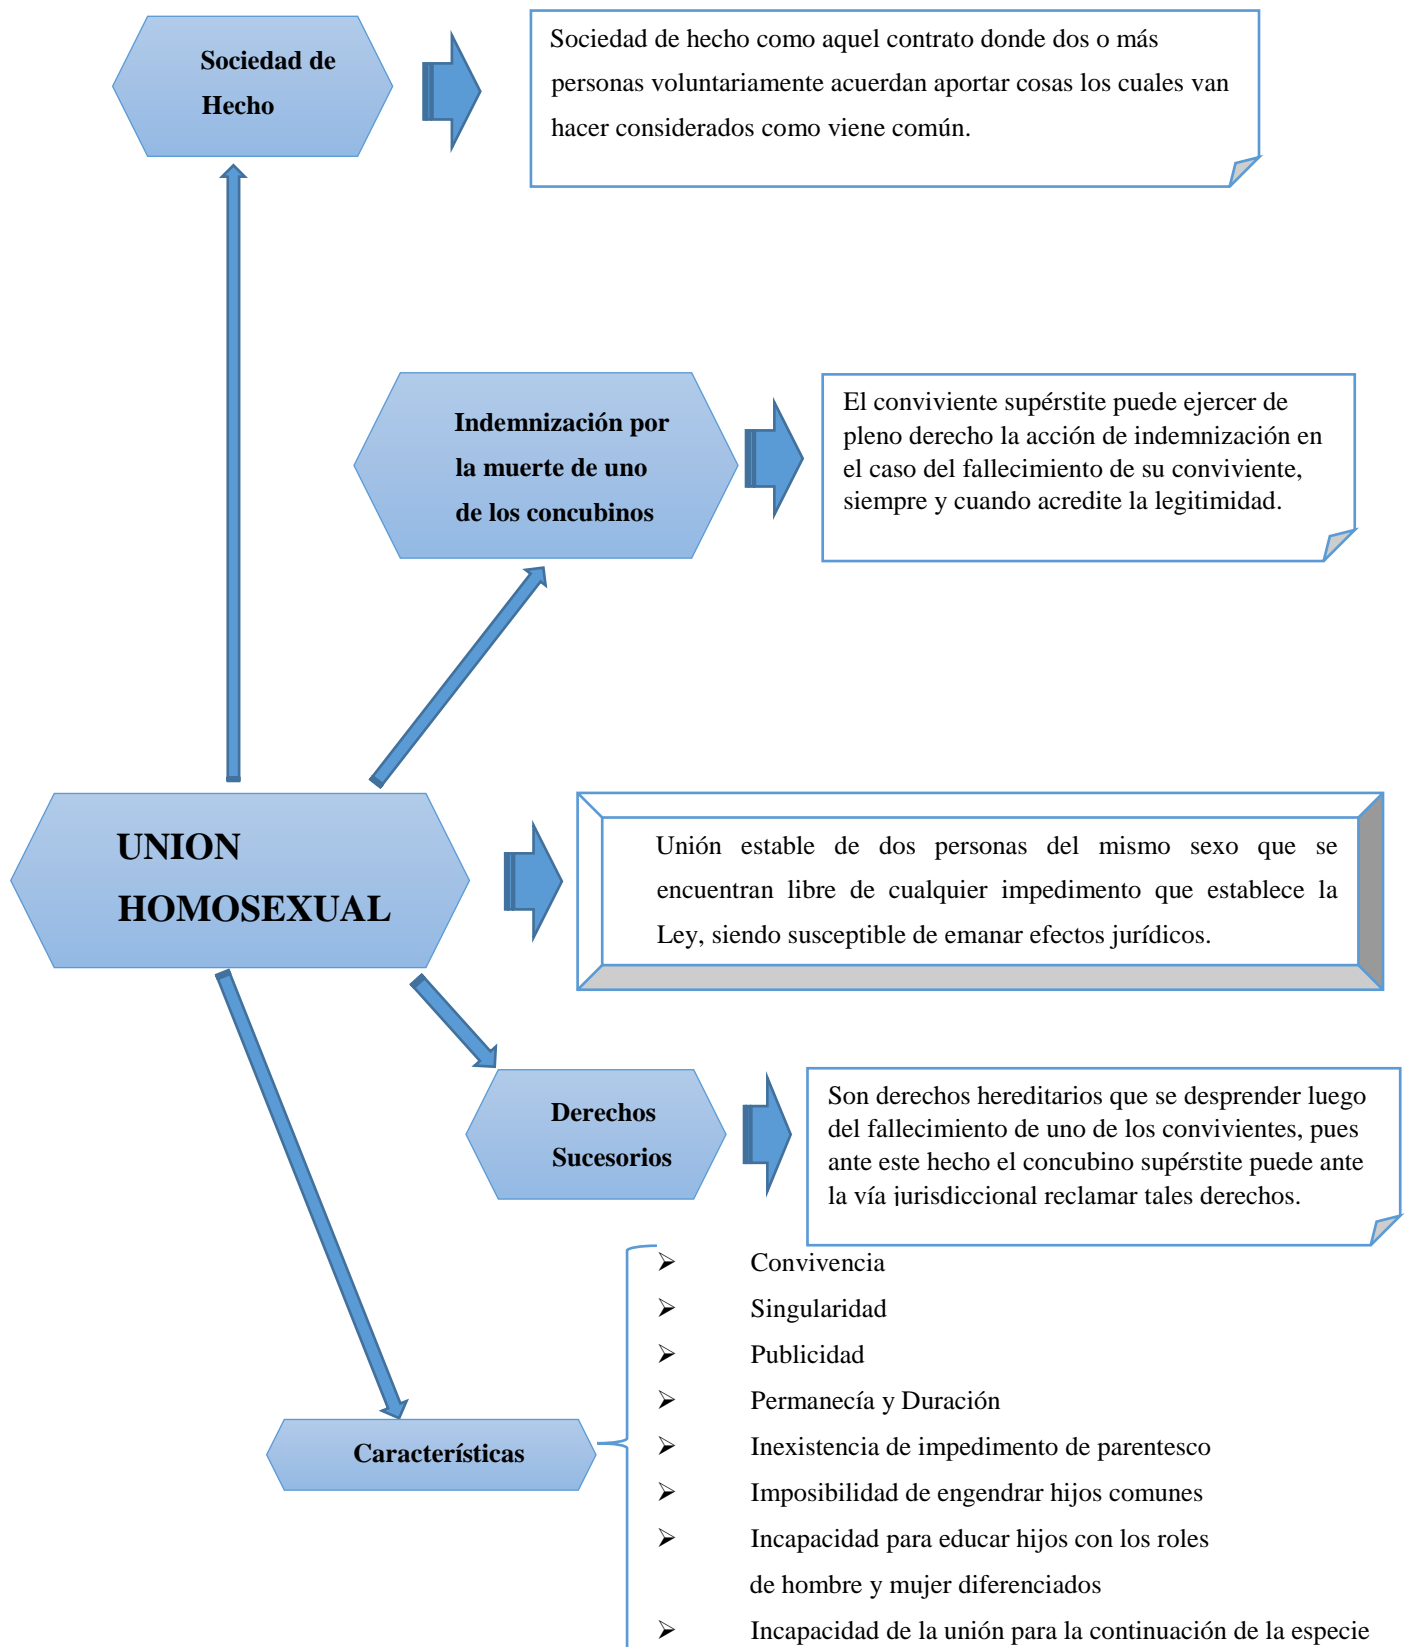 Sociedad de
Hecho
Sociedad de hecho como aquel contrato donde dos o más
personas voluntariamente acuerdan aportar cosas los cuales van
hacer considerados como viene común.
Indemnización por
la muerte de uno
de los concubinos
El conviviente supérstite puede ejercer de
pleno derecho la acción de indemnización en
el caso del fallecimiento de su conviviente,
siempre y cuando acredite la legitimidad.
UNION
HOMOSEXUAL
Unión estable de dos personas del mismo sexo que se
encuentran libre de cualquier impedimento que establece la
Ley, siendo susceptible de emanar efectos jurídicos.
Derechos
Sucesorios
Son derechos hereditarios que se desprender luego
del fallecimiento de uno de los convivientes, pues
ante este hecho el concubino supérstite puede ante
la vía jurisdiccional reclamar tales derechos.
Características
➢ Convivencia
➢ Singularidad
➢ Publicidad
➢ Permanecía y Duración
➢ Inexistencia de impedimento de parentesco
➢ Imposibilidad de engendrar hijos comunes
➢ Incapacidad para educar hijos con los roles
de hombre y mujer diferenciados
➢ Incapacidad de la unión para la continuación de la especie